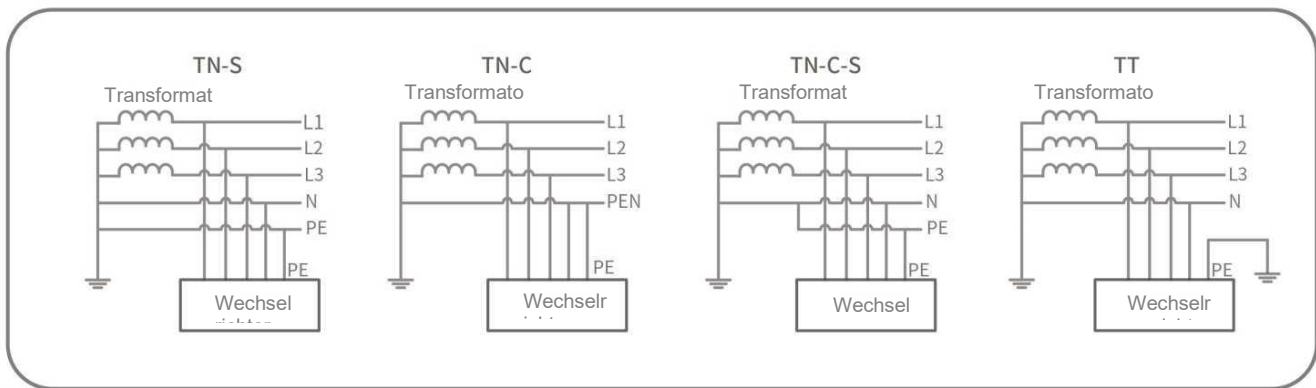 TN-S
Transformat
L1
L2
L3
N
PE
PE
Wechsel
TN-C
Transformato
L1
L2
L3
PEN
PE
Wechselr
TN-C-S
Transformat
L1
L2
L3
N
PE
PE
Wechsel
TT
Transformato
L1
L2
L3
N
PE
Wechselr